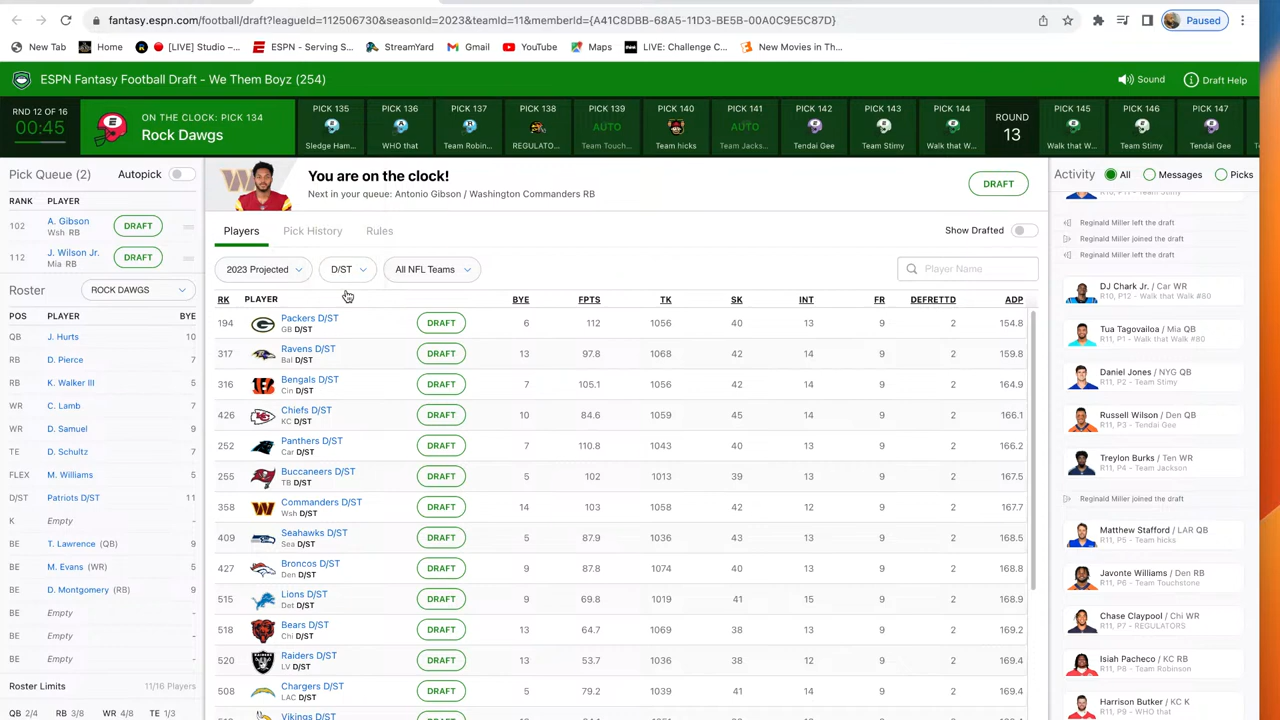 fantasy.espn.com/football/draft?leagueId=112506730&seasonId=2023&teamId=11&memberId={A41C8DBB-68A5-11D3-BE5B-00A0C9E5C87D}
Paused
New Tab
Home
[LIVE] Studio –...
ESPN - Serving S...
StreamYard
Gmail
YouTube
Maps
LIVE: Challenge C...
New Movies in Th...
ESPN Fantasy Football Draft - We Them Boyz (254)
Sound
Draft Help
RND 12 OF 16
00:45
ON THE CLOCK: PICK 134
Rock Dawgs
PICK 135
Sledge Ham...
PICK 136
WHO that
PICK 137
Team Robin...
PICK 138
REGULATO...
PICK 139
AUTO
Team Touch...
PICK 140
Team hicks
PICK 141
AUTO
Team Jacks...
PICK 142
Tendai Gee
PICK 143
Team Stimy
PICK 144
Walk that W...
ROUND
13
PICK 145
Walk that W...
PICK 146
Team Stimy
PICK 147
Tendai Gee
Pick Queue (2)
Autopick
RANK PLAYER
102 A. Gibson DRAFT
Wsh RB
112 J. Wilson Jr. DRAFT
Mia RB
Roster
ROCK DAWGS
POS PLAYER BYE
QB J. Hurts 10
RB D. Pierce 7
RB K. Walker III 5
WR C. Lamb 7
WR D. Samuel 9
TE D. Schultz 7
FLEX M. Williams 5
D/ST Patriots D/ST 11
K Empty -
BE T. Lawrence (QB) 9
BE M. Evans (WR) 5
BE D. Montgomery (RB) 9
BE Empty -
BE Empty -
BE Empty -
Roster Limits 11/16 Players
QB 2/4 RB 3/8 WR 4/8 TE 1/3
You are on the clock!
Next in your queue: Antonio Gibson / Washington Commanders RB
DRAFT
Players
Pick History
Rules
Show Drafted
2023 Projected
D/ST
All NFL Teams
Player Name
RK PLAYER BYE FPTS TK SK INT FR DEFRETTD ADP
194 Packers D/ST DRAFT 6 112 1056 40 13 9 2 154.8
GB D/ST
317 Ravens D/ST DRAFT 13 97.8 1068 42 14 9 2 159.8
Bal D/ST
316 Bengals D/ST DRAFT 7 105.1 1056 42 14 9 2 164.9
Cin D/ST
426 Chiefs D/ST DRAFT 10 84.6 1059 45 14 9 2 166.1
KC D/ST
252 Panthers D/ST DRAFT 7 110.8 1043 40 13 9 2 166.2
Car D/ST
255 Buccaneers D/ST DRAFT 5 102 1013 39 13 9 2 167.5
TB D/ST
358 Commanders D/ST DRAFT 14 103 1058 42 12 9 2 167.7
Wsh D/ST
409 Seahawks D/ST DRAFT 5 87.9 1036 43 13 9 2 168.5
Sea D/ST
427 Broncos D/ST DRAFT 9 87.8 1074 40 13 9 2 168.8
Den D/ST
515 Lions D/ST DRAFT 9 69.8 1019 41 15 9 2 168.9
Det D/ST
518 Bears D/ST DRAFT 13 64.7 1069 38 13 9 2 169.2
Chi D/ST
520 Raiders D/ST DRAFT 13 53.7 1036 38 12 9 2 169.4
LV D/ST
508 Chargers D/ST DRAFT 5 79.2 1039 41 14 9 2 169.4
LAC D/ST
Vikings D/ST
Activity
All
Messages
Picks
Reginald Miller left the draft
Reginald Miller joined the draft
Reginald Miller left the draft
DJ Chark Jr. / Car WR
R10, P12 - Walk that Walk #80
Tua Tagovailoa / Mia QB
R11, P1 - Walk that Walk #80
Daniel Jones / NYG QB
R11, P2 - Team Stimy
Russell Wilson / Den QB
R11, P3 - Tendai Gee
Treylon Burks / Ten WR
R11, P4 - Team Jackson
Reginald Miller joined the draft
Matthew Stafford / LAR QB
R11, P5 - Team hicks
Javonte Williams / Den RB
R11, P6 - Team Touchstone
Chase Claypool / Chi WR
R11, P7 - REGULATORS
Isiah Pacheco / KC RB
R11, P8 - Team Robinson
Harrison Butker / KC K
R11, P9 - WHO that